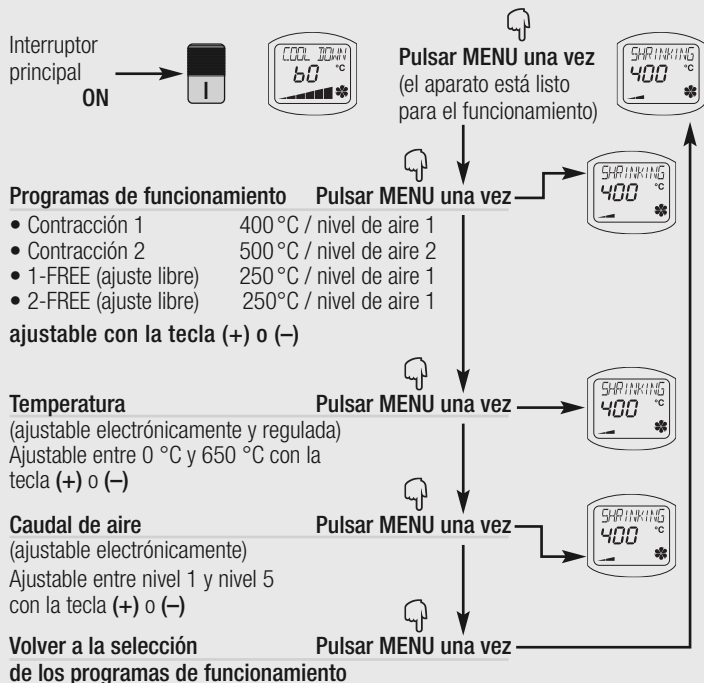 Interruptor
principal
ON
I
COOL DOWN
60 °C
Pulsar MENU una vez
(el aparato está listo
para el funcionamiento)
SHRINKING
400 °C
Programas de funcionamiento Pulsar MENU una vez
SHRINKING
400 °C
• Contracción 1 400 °C / nivel de aire 1
• Contracción 2 500 °C / nivel de aire 2
• 1-FREE (ajuste libre) 250 °C / nivel de aire 1
• 2-FREE (ajuste libre) 250°C / nivel de aire 1
ajustable con la tecla (+) o (–)
Temperatura Pulsar MENU una vez
SHRINKING
400 °C
(ajustable electrónicamente y regulada)
Ajustable entre 0 °C y 650 °C con la
tecla (+) o (–)
Caudal de aire Pulsar MENU una vez
SHRINKING
400 °C
(ajustable electrónicamente)
Ajustable entre nivel 1 y nivel 5
con la tecla (+) o (–)
Volver a la selección Pulsar MENU una vez
de los programas de funcionamiento